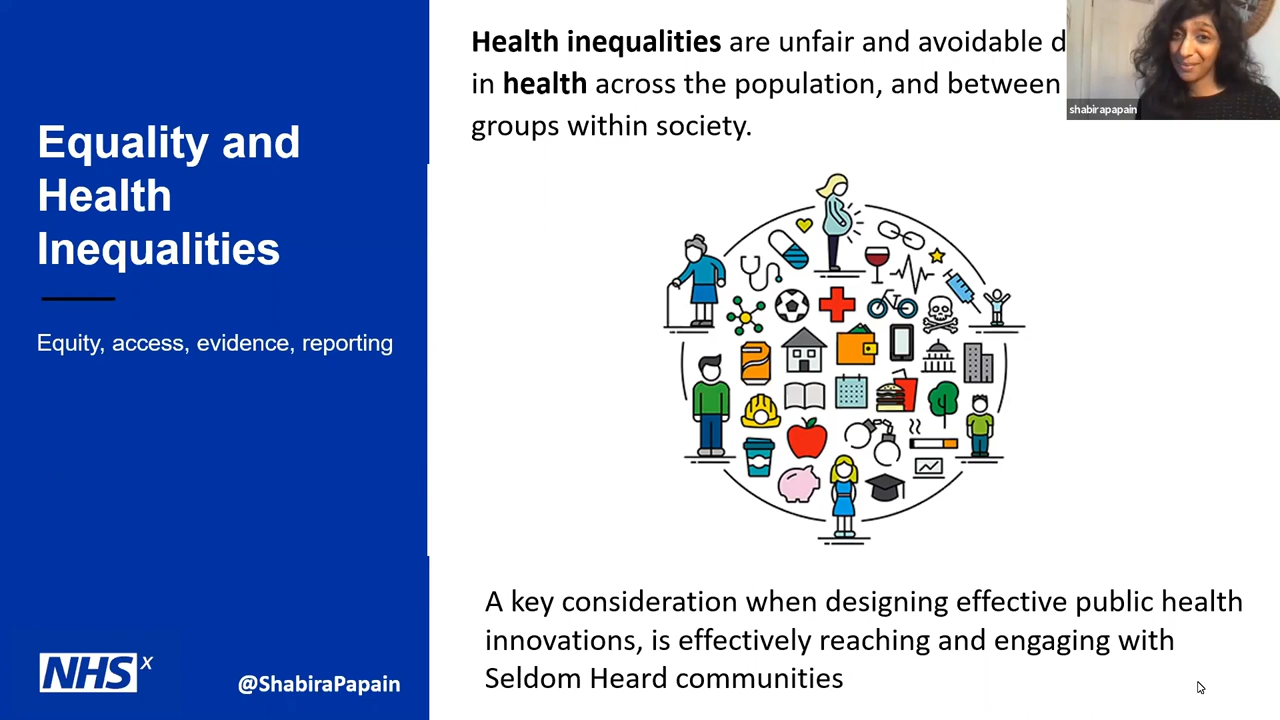 Equality and
Health
Inequalities
Equity, access, evidence, reporting
NHSX
@ShabiraPapain
Health inequalities are unfair and avoidable d
in health across the population, and between
groups within society.
shabirapapain
A key consideration when designing effective public health
innovations, is effectively reaching and engaging with
Seldom Heard communities